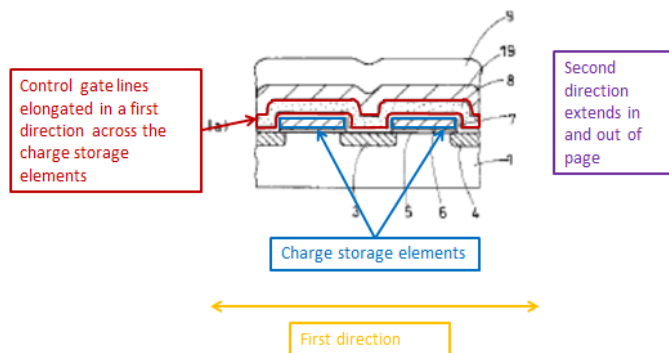 9
19
8
7
1
Control gate lines
elongated in a first
direction across the
charge storage
elements
(a)
Second
direction
extends in
and out of
page
3 5 6 4
Charge storage elements
First direction